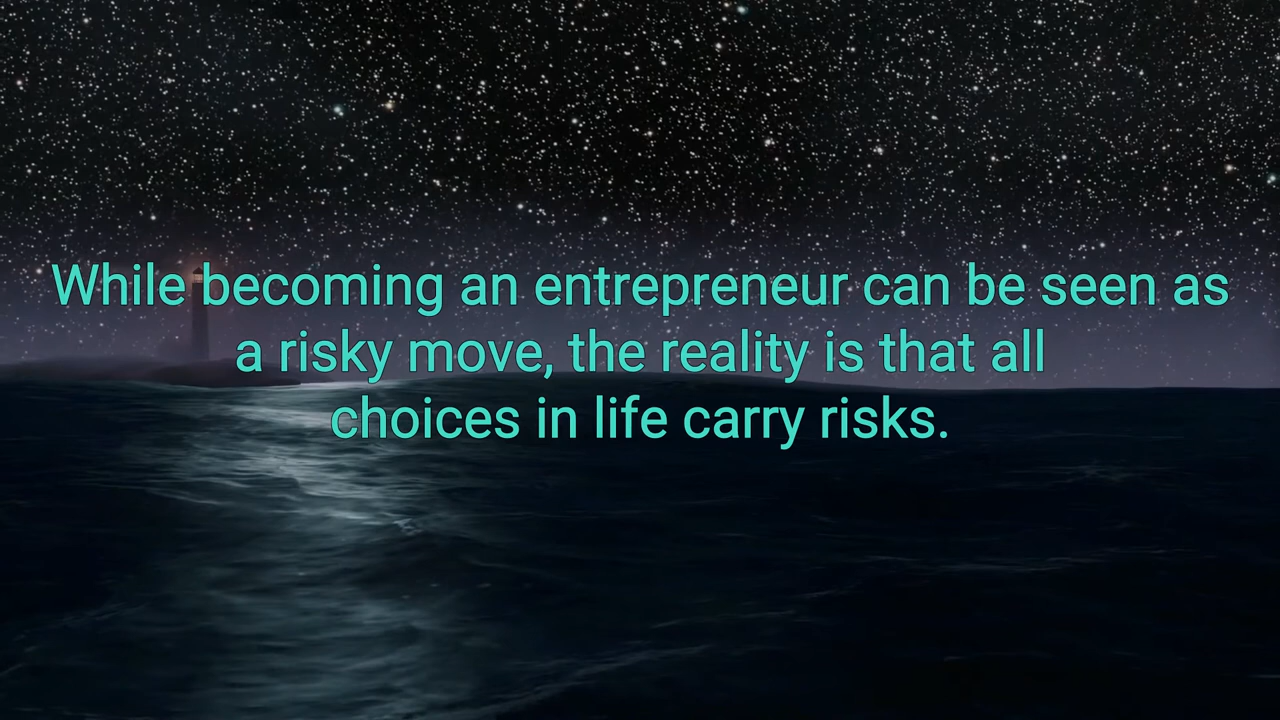 While becoming an entrepreneur can be seen as
a risky move, the reality is that all
choices in life carry risks.